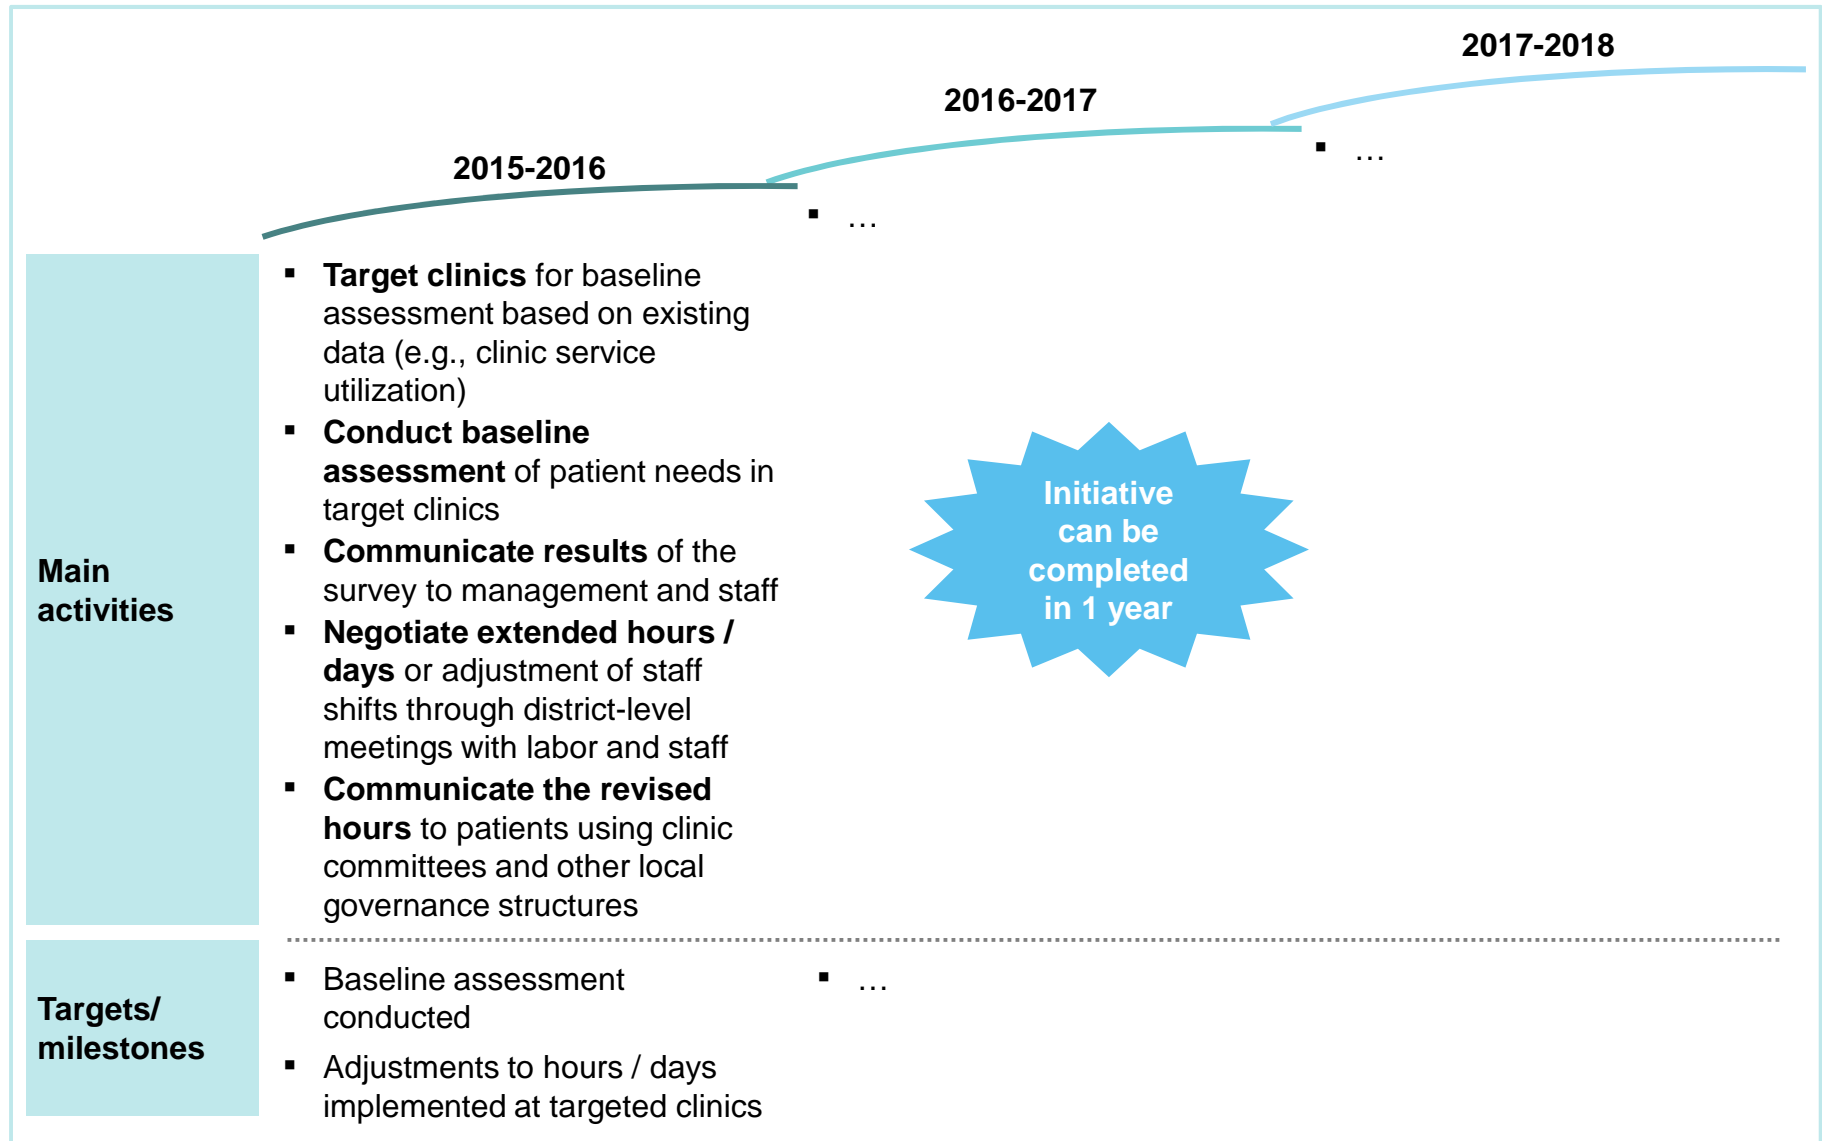 2017-2018
2016-2017
2015-2016
▪ …
▪ …
Main
activities
▪ Target clinics for baseline
assessment based on existing
data (e.g., clinic service
utilization)
▪ Conduct baseline
assessment of patient needs in
target clinics
▪ Communicate results of the
survey to management and staff
▪ Negotiate extended hours /
days or adjustment of staff
shifts through district-level
meetings with labor and staff
▪ Communicate the revised
hours to patients using clinic
committees and other local
governance structures
Initiative
can be
completed
in 1 year
Targets/
milestones
▪ Baseline assessment
conducted
▪ Adjustments to hours / days
implemented at targeted clinics
▪ …